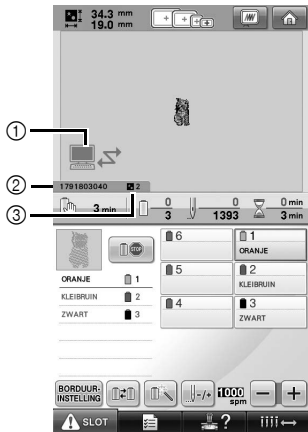 34.3 mm
19.0 mm
1
2 1791803040 2
3
3 min 0 3 0 1393 0 min 3 min
STOP
6 1 ORANJE
ORANJE 1
5 2 KLEIBRUIN
KLEIBRUIN 2
4 3 ZWART
ZWART 3
BORDUUR-
INSTELLING -/+ 1000 spm - +
SLOT ?